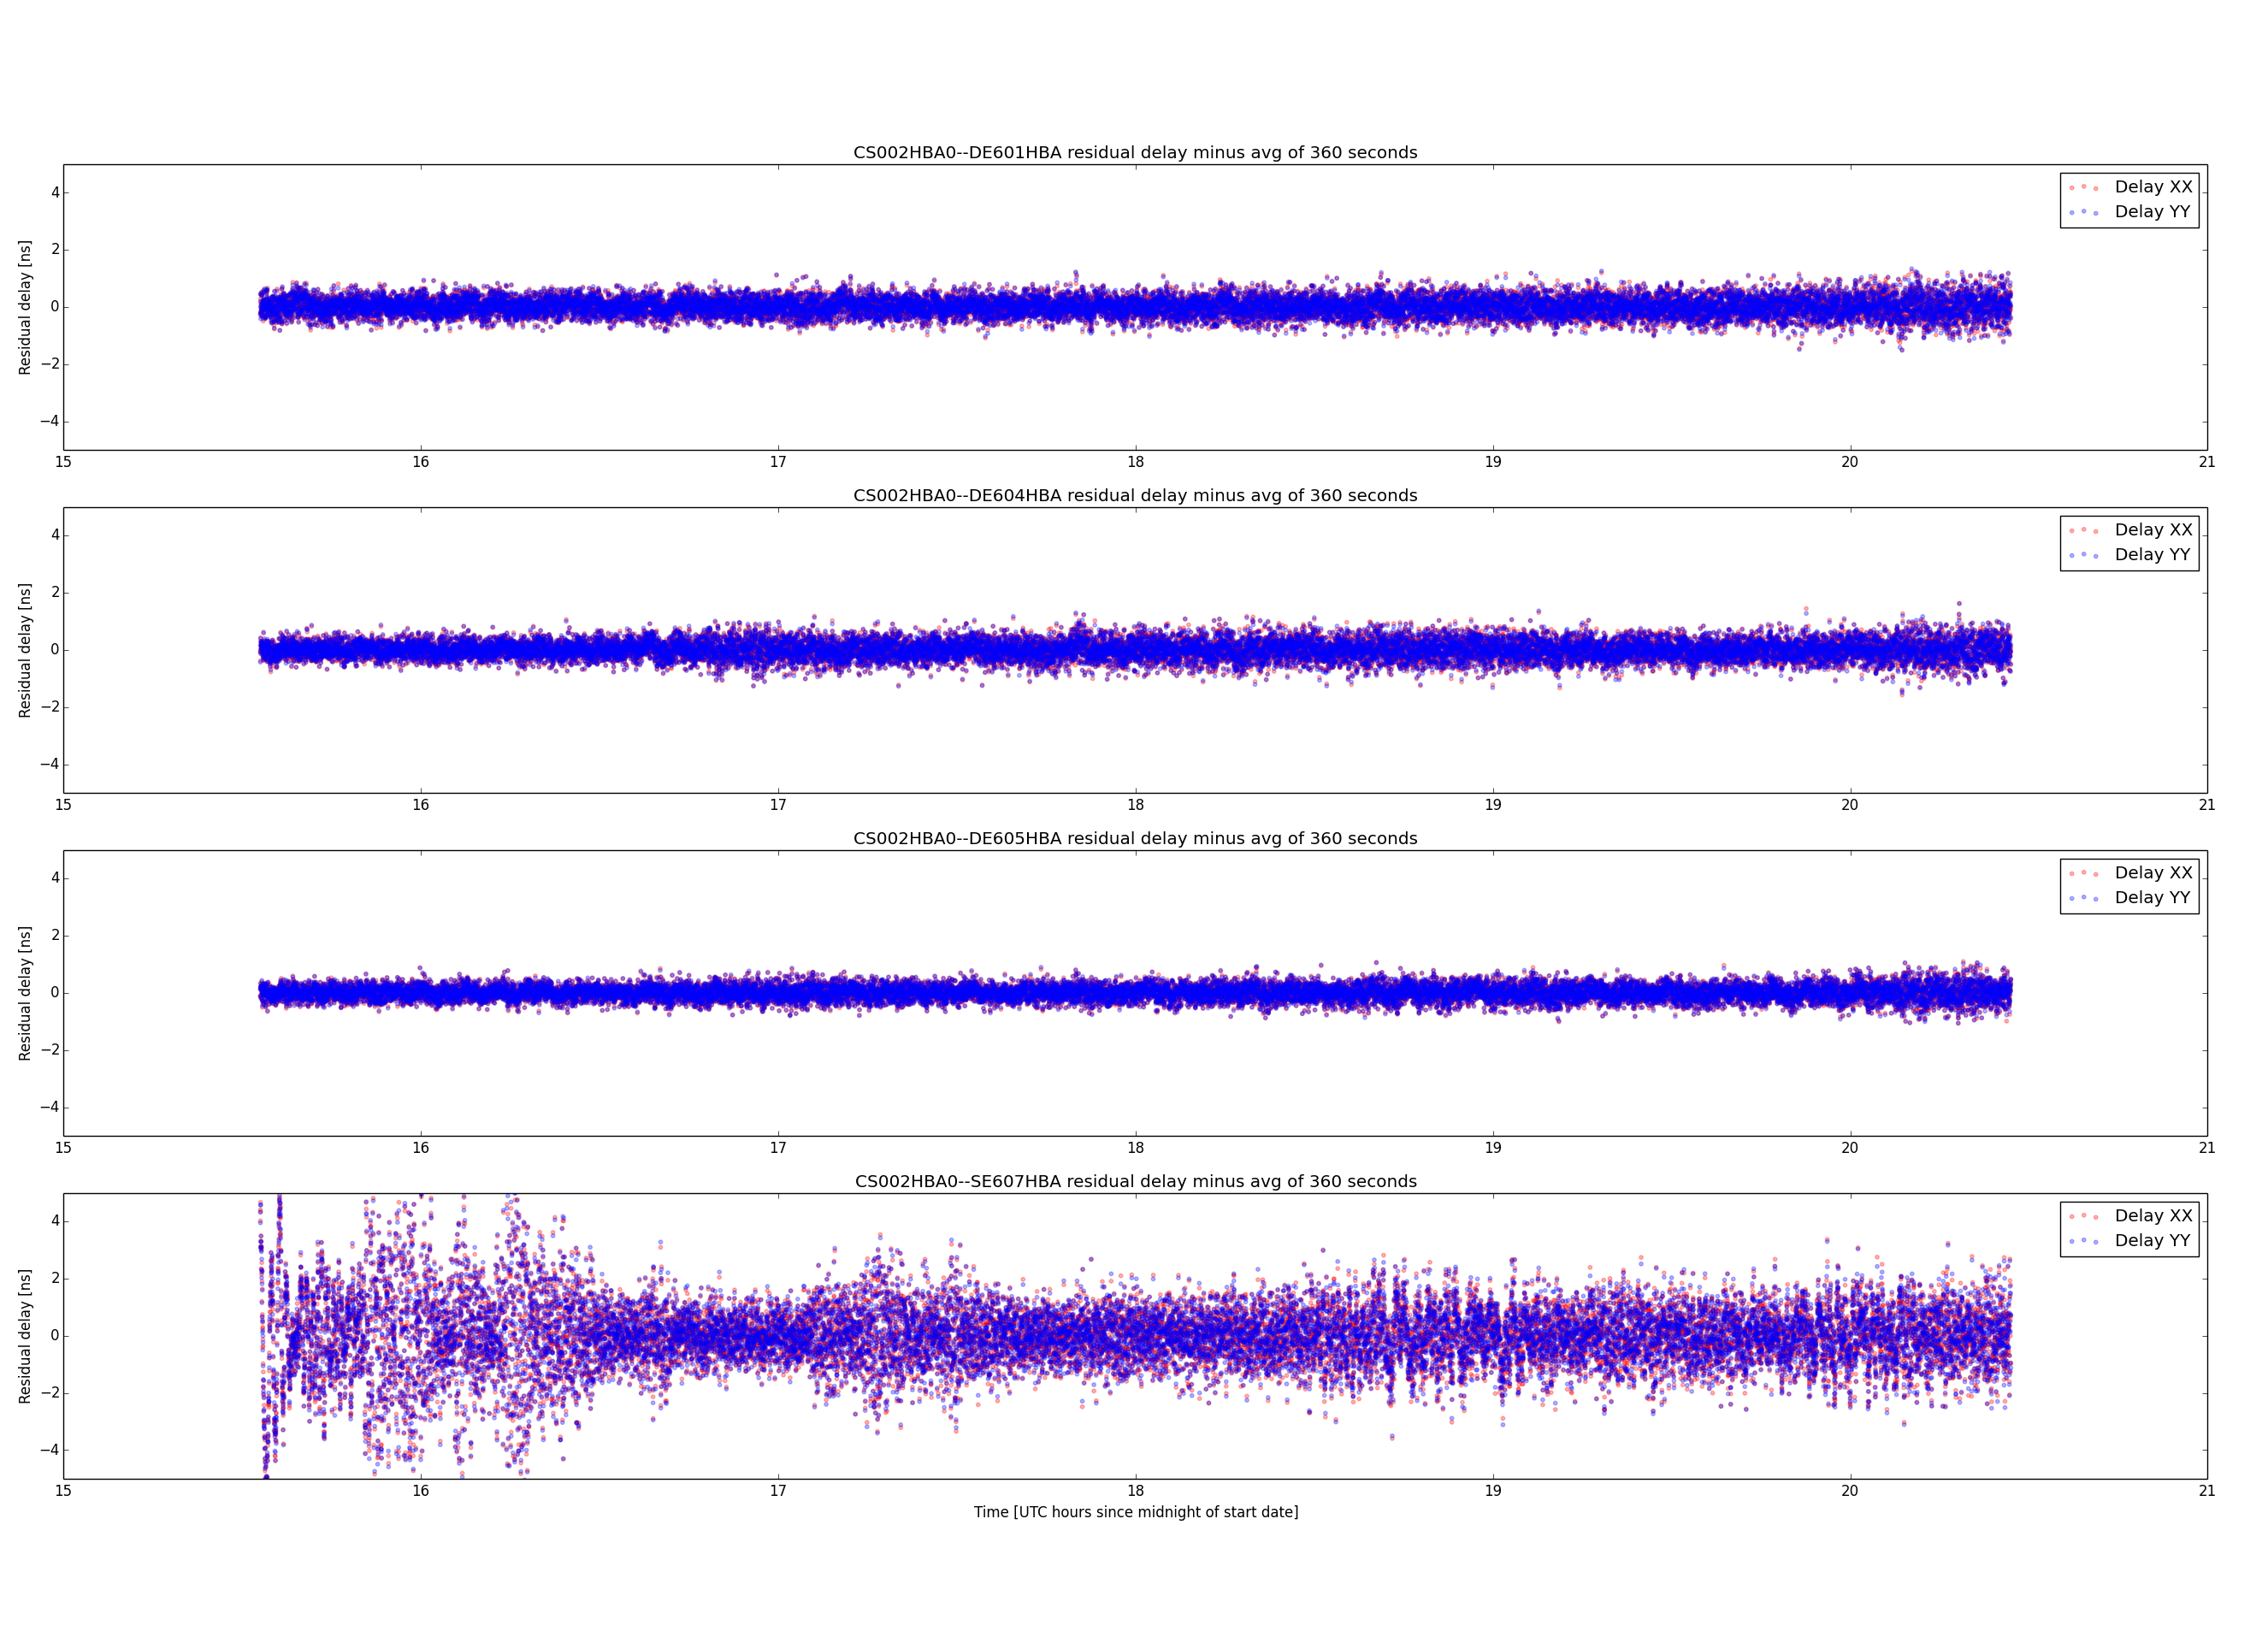 CS002HBA0--DE601HBA residual delay minus avg of 360 seconds
Residual delay [ns]
4
2
0
−2
−4
Delay XX
Delay YY
15 16 17 18 19 20 21
CS002HBA0--DE604HBA residual delay minus avg of 360 seconds
Residual delay [ns]
4
2
0
−2
−4
Delay XX
Delay YY
15 16 17 18 19 20 21
CS002HBA0--DE605HBA residual delay minus avg of 360 seconds
Residual delay [ns]
4
2
0
−2
−4
Delay XX
Delay YY
15 16 17 18 19 20 21
CS002HBA0--SE607HBA residual delay minus avg of 360 seconds
Residual delay [ns]
4
2
0
−2
−4
Delay XX
Delay YY
15 16 17 18 19 20 21
Time [UTC hours since midnight of start date]